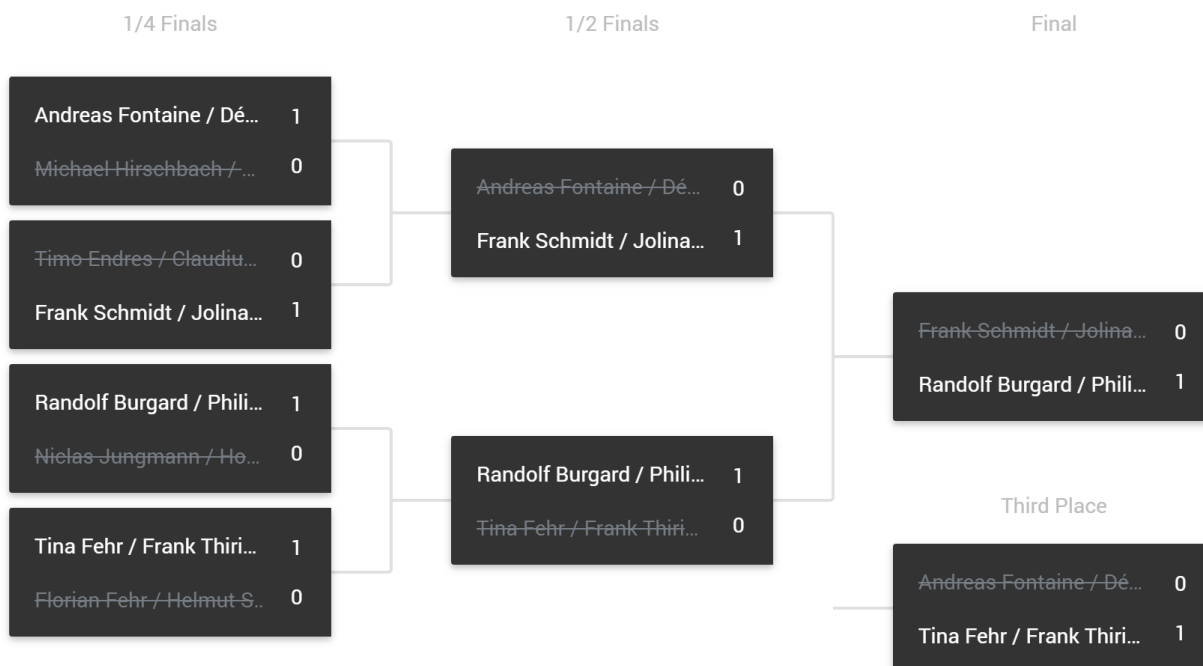 1/4 Finals
1/2 Finals
Final
Andreas Fontaine / Dé... 1
Michael Hirschbach / ... 0
Timo Endres / Claudiu... 0
Frank Schmidt / Jolina... 1
Randolf Burgard / Phili... 1
Niclas Jungmann / Ho... 0
Tina Fehr / Frank Thiri... 1
Florian Fehr / Helmut S.. 0
Andreas Fontaine / Dé... 0
Frank Schmidt / Jolina... 1
Randolf Burgard / Phili... 1
Tina Fehr / Frank Thiri... 0
Frank Schmidt / Jolina... 0
Randolf Burgard / Phili... 1
Third Place
Andreas Fontaine / Dé... 0
Tina Fehr / Frank Thiri... 1